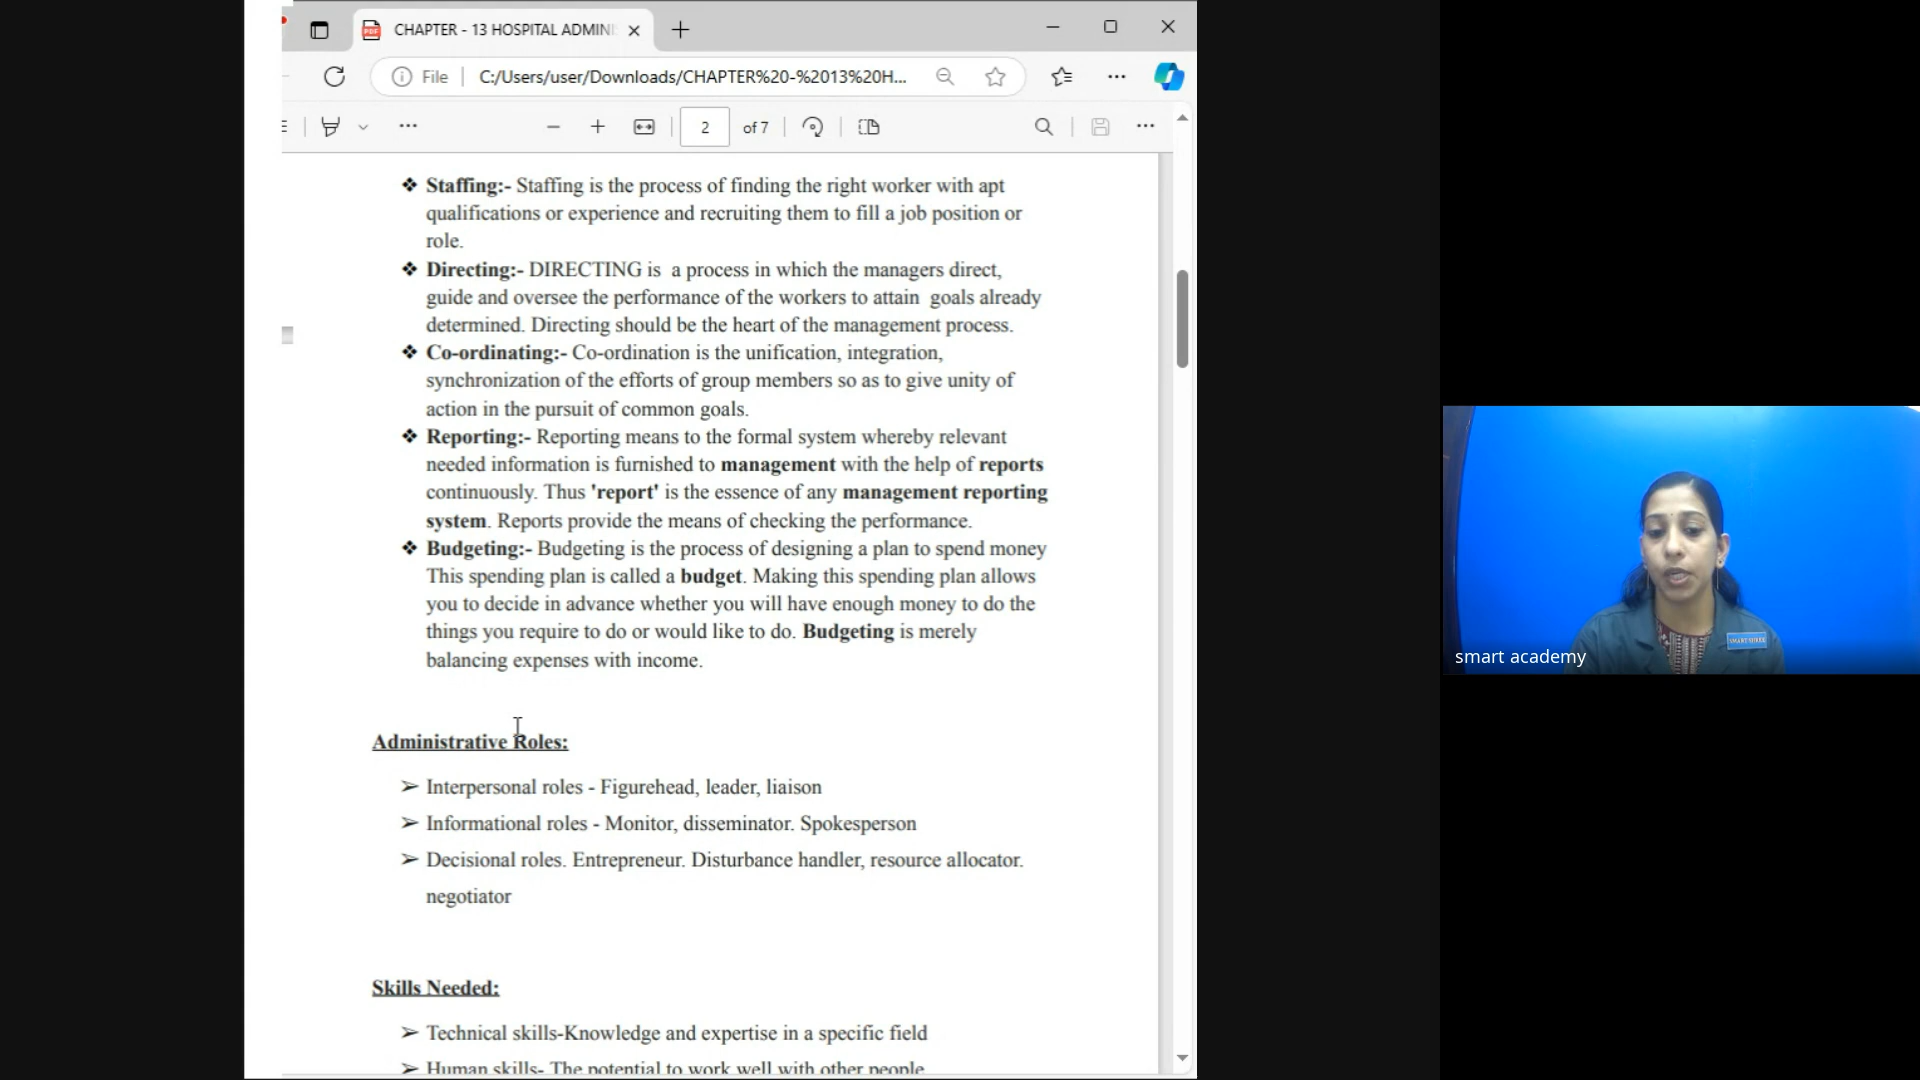 CHAPTER - 13 HOSPITAL ADMIN
File
C:/Users/user/Downloads/CHAPTER%20-%2013%20H...
2 of 7
❖ Staffing:- Staffing is the process of finding the right worker with apt
qualifications or experience and recruiting them to fill a job position or
role.
❖ Directing:- DIRECTING is a process in which the managers direct,
guide and oversee the performance of the workers to attain goals already
determined. Directing should be the heart of the management process.
❖ Co-ordinating:- Co-ordination is the unification, integration,
synchronization of the efforts of group members so as to give unity of
action in the pursuit of common goals.
❖ Reporting:- Reporting means to the formal system whereby relevant
needed information is furnished to management with the help of reports
continuously. Thus 'report' is the essence of any management reporting
system. Reports provide the means of checking the performance.
❖ Budgeting:- Budgeting is the process of designing a plan to spend money
This spending plan is called a budget. Making this spending plan allows
you to decide in advance whether you will have enough money to do the
things you require to do or would like to do. Budgeting is merely
balancing expenses with income.
Administrative Roles:
➢ Interpersonal roles - Figurehead, leader, liaison
➢ Informational roles - Monitor, disseminator. Spokesperson
➢ Decisional roles. Entrepreneur. Disturbance handler, resource allocator.
negotiator
Skills Needed:
➢ Technical skills-Knowledge and expertise in a specific field
➢ Human skills- The potential to work well with other people
smart academy